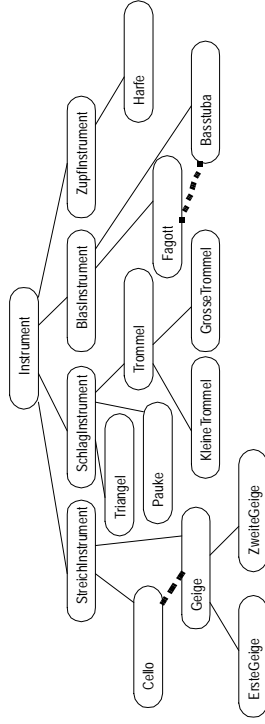 Instrument
StreichInstrument
SchlagInstrument
BlasInstrument
ZupfInstrument
Cello
Geige
Triangel
Pauke
Trommel
Fagott
Basstuba
Harfe
KleineTrommel
GrosseTrommel
ErsteGeige
ZweiteGeige